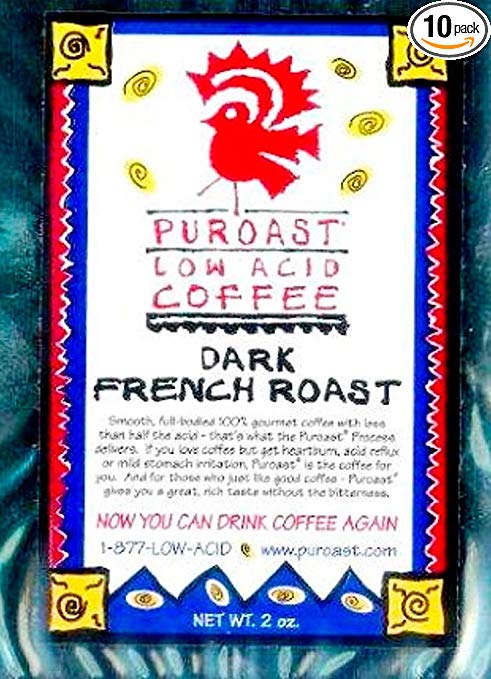 10
pack
PUROAST®
LOW ACID
COFFEE
DARK
FRENCH ROAST
Smooth, full-bodied 100% gourmet coffee with less
than half the acid - that's what the Puroast® Process
delivers. If you love coffee but get heartburn, acid reflux
or mild stomach irritation, Puroast® is the coffee for
you. And for those who just like good coffee - Puroast®
gives you a great, rich taste without the bitterness.
NOW YOU CAN DRINK COFFEE AGAIN
1-877-LOW-ACID www.puroast.com
NET WT. 2 oz.